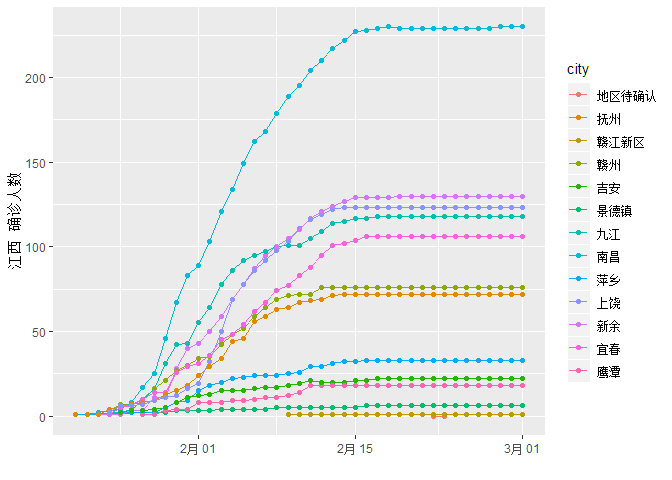 江西 确诊人数
200
150
100
50
0
2月 01
2月 15
3月 01
city
地区待确认
抚州
赣江新区
赣州
吉安
景德镇
九江
南昌
萍乡
上饶
新余
宜春
鹰潭